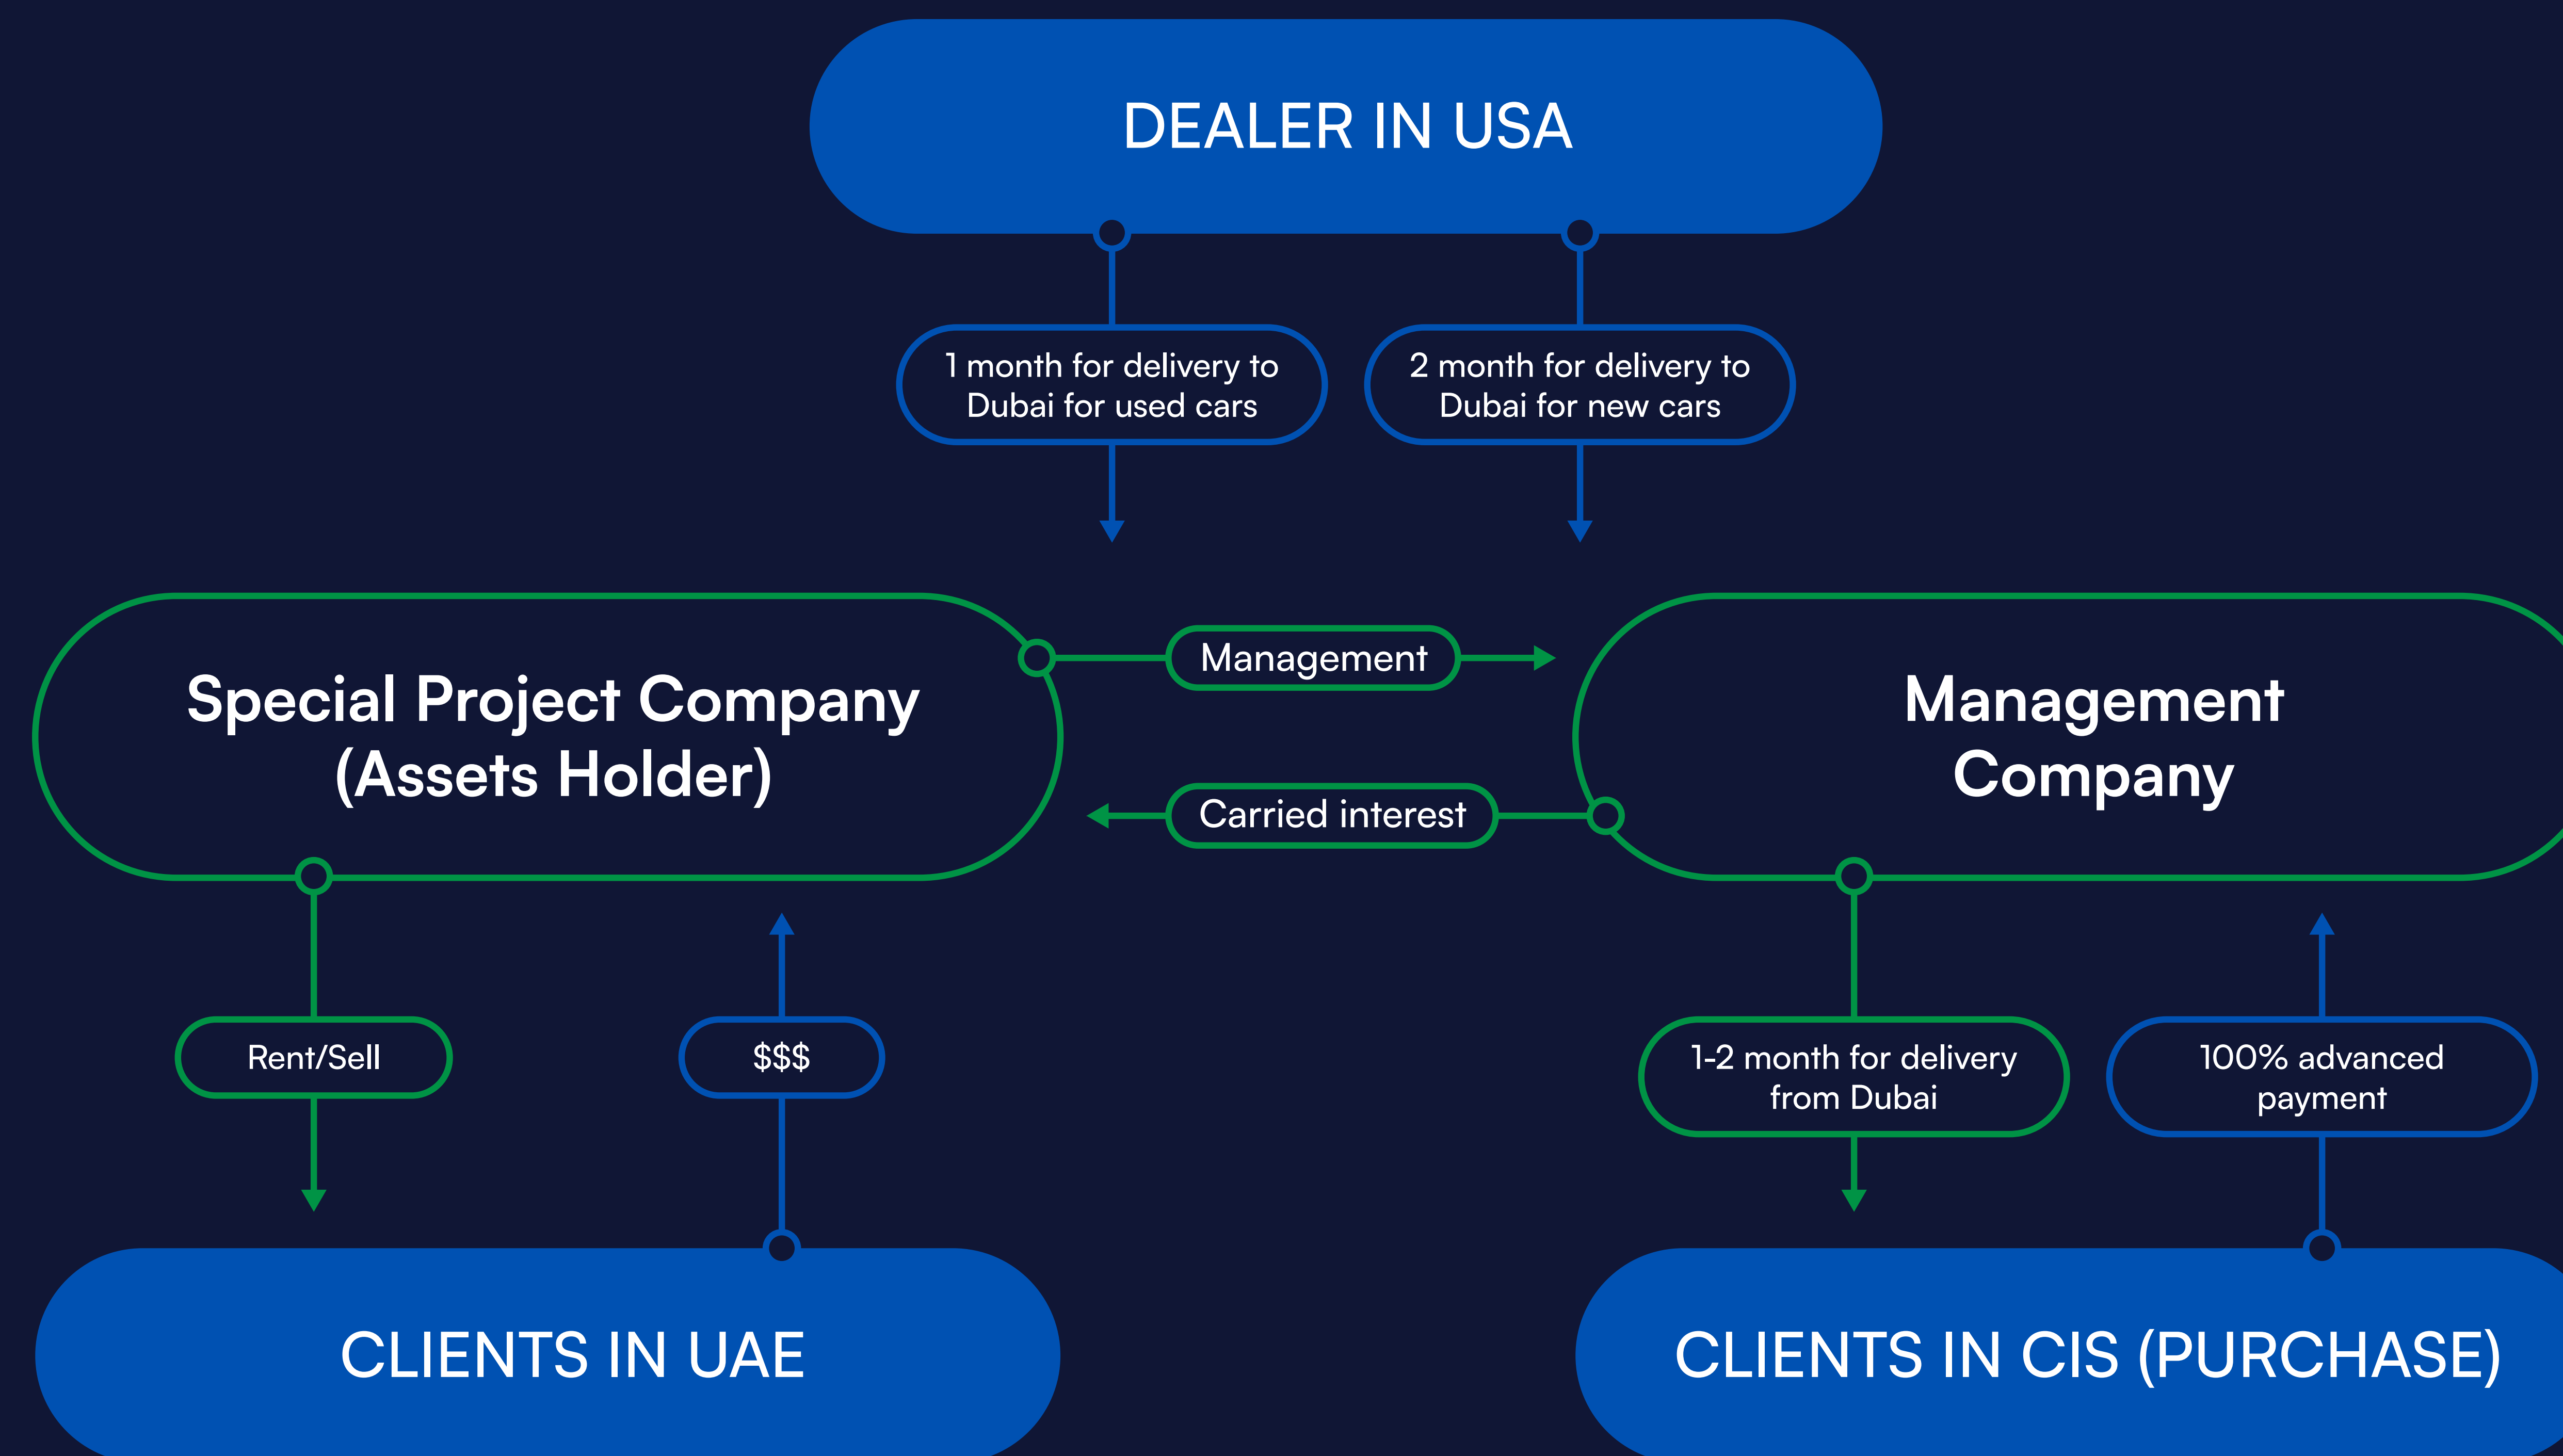 DEALER IN USA
1 month for delivery to
Dubai for used cars
2 month for delivery to
Dubai for new cars
Special Project Company
(Assets Holder)
Management
Carried interest
Management
Company
Rent/Sell
$$$
1-2 month for delivery
from Dubai
100% advanced
payment
CLIENTS IN UAE
CLIENTS IN CIS (PURCHASE)